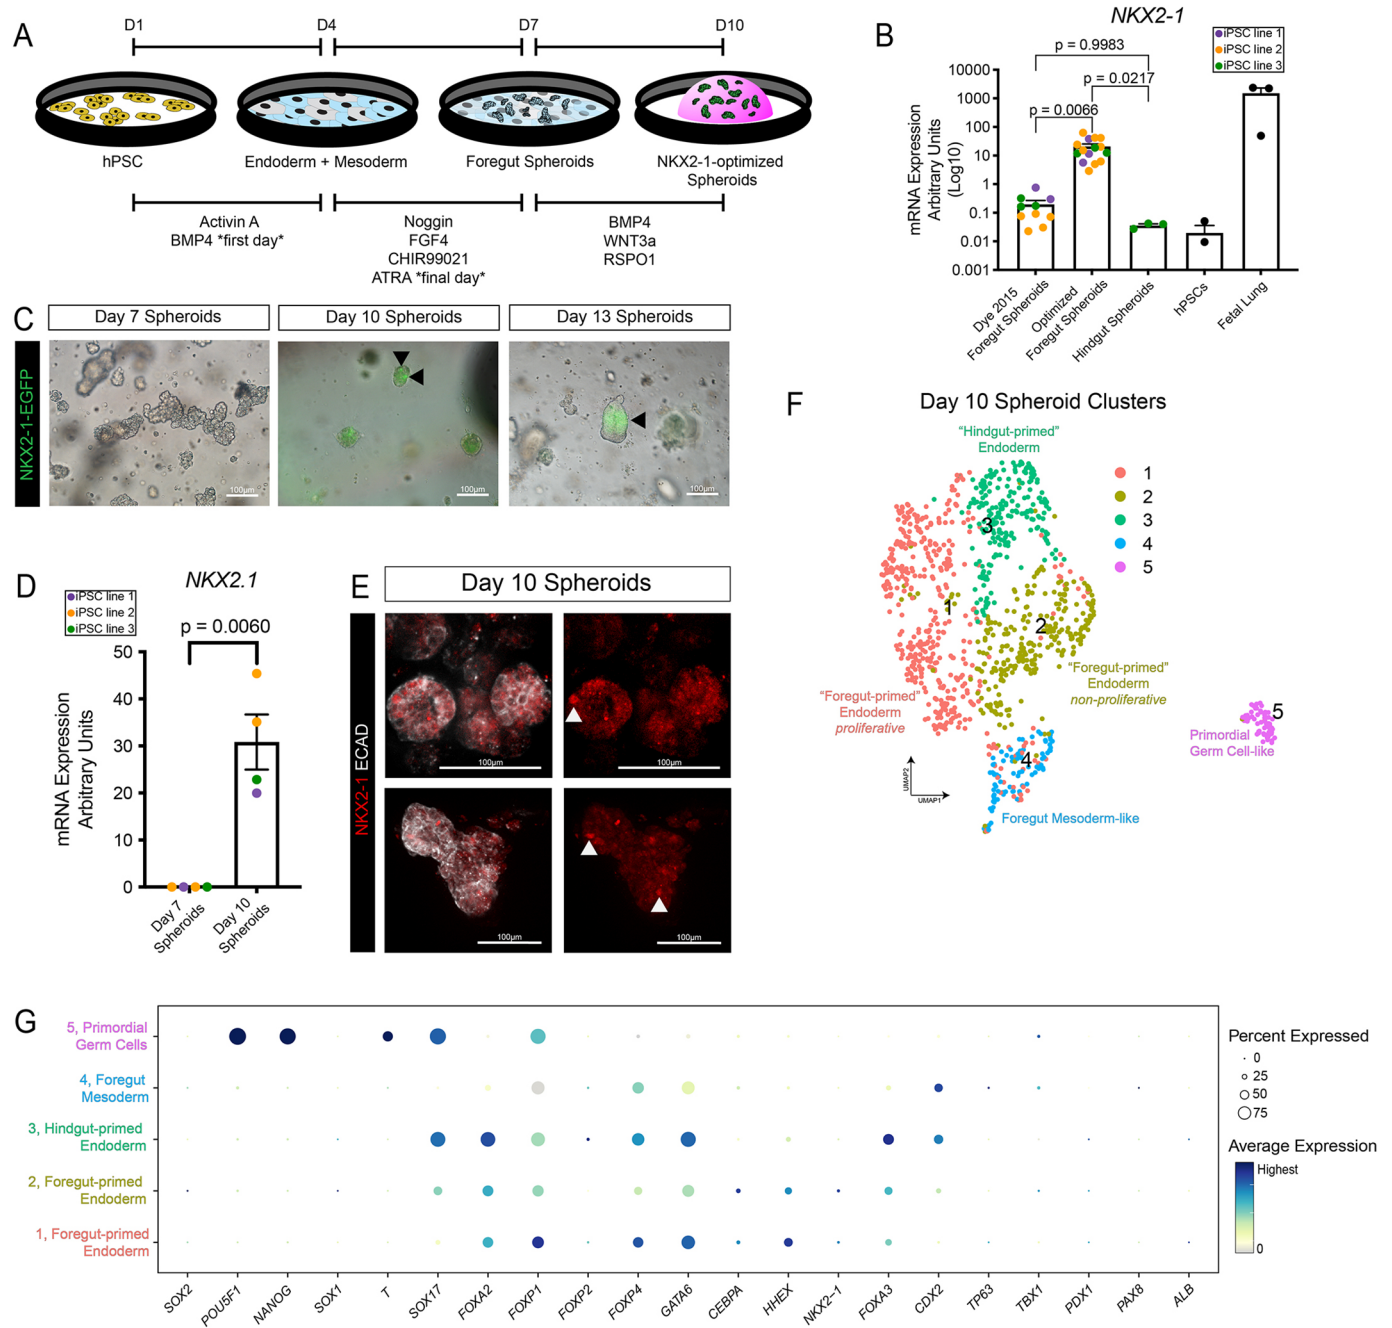 A
D1
D4
D7
D10
hPSC
Endoderm + Mesoderm
Foregut Spheroids
NKX2-1-optimized
Spheroids
Activin A
BMP4 *first day*
Noggin
FGF4
CHIR99021
ATRA *final day*
BMP4
WNT3a
RSPO1
B
NKX2-1
iPSC line 1
iPSC line 2
iPSC line 3
p = 0.9983
p = 0.0217
p = 0.0066
mRNA Expression
Arbitrary Units
(Log10)
10000
1000
100
10
1
0.1
0.01
0.001
Dye 2015
Foregut Spheroids
Optimized
Foregut Spheroids
Hindgut Spheroids
hPSCs
Fetal Lung
C
NKX2-1-EGFP
Day 7 Spheroids
Day 10 Spheroids
Day 13 Spheroids
100μm
100μm
100μm
D
NKX2.1
iPSC line 1
iPSC line 2
iPSC line 3
p = 0.0060
mRNA Expression
Arbitrary Units
50
40
30
20
10
0
Day 7
Spheroids
Day 10
Spheroids
E
Day 10 Spheroids
NKX2-1 ECAD
100μm
100μm
100μm
100μm
F
Day 10 Spheroid Clusters
"Hindgut-primed"
Endoderm
1
2
3
4
5
3
1
2
4
5
"Foregut-primed"
Endoderm
non-proliferative
"Foregut-primed"
Endoderm
proliferative
Primordial
Germ Cell-like
Foregut Mesoderm-like
UMAP2
UMAP1
G
5, Primordial
Germ Cells
4, Foregut
Mesoderm
3, Hindgut-primed
Endoderm
2, Foregut-primed
Endoderm
1, Foregut-primed
Endoderm
SOX2
POU5F1
NANOG
SOX1
T
SOX17
FOXA2
FOXP1
FOXP2
FOXP4
GATA6
CEBPA
HHEX
NKX2-1
FOXA3
CDX2
TP63
TBX1
PDX1
PAX8
ALB
Percent Expressed
0
25
50
75
Average Expression
Highest
0